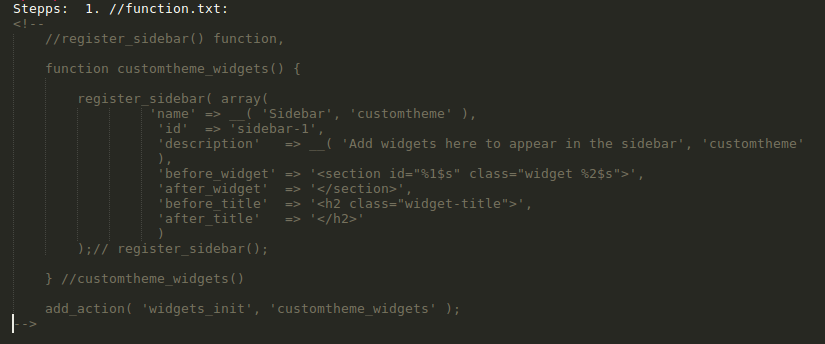 Stepps:  1. //function.txt:
<!--
    //register_sidebar() function,
    function customtheme_widgets() {
        register_sidebar( array(
                 'name' => __( 'Sidebar', 'customtheme' ),
                  'id'  => 'sidebar-1',
                  'description'   => __( 'Add widgets here to appear in the sidebar', 'customtheme'
                  ),
                  'before_widget' => '<section id="%1$s" class="widget %2$s">',
                  'after_widget'  => '</section>',
                  'before_title'  => '<h2 class="widget-title">',
                  'after_title'   => '</h2>'
                  )
        );// register_sidebar();
    } //customtheme_widgets()
    add_action( 'widgets_init', 'customtheme_widgets' );
-->